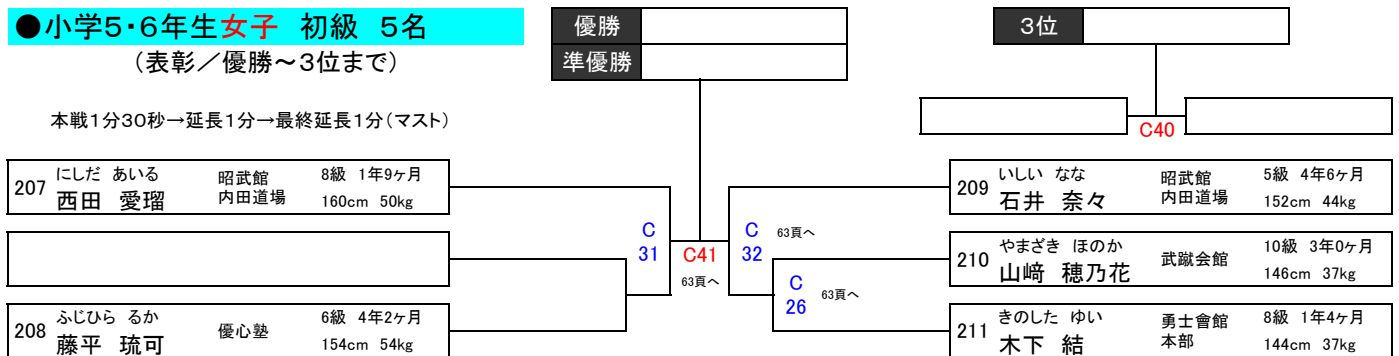 ●小学5・6年生女子 初級 5名
(表彰/優勝~3位まで)
本戦1分30秒→延長1分→最終延長1分(マスト)
優勝
準優勝
3位
C40
207 にしだ あいる 西田 愛瑠 昭武館 内田道場 8級 1年9ヶ月 160cm 50kg
208 ふじひら るか 藤平 琉可 優心塾 6級 4年2ヶ月 154cm 54kg
C 31
C41
63頁へ
C 32 63頁へ
C 26 63頁へ
209 いしい なな 石井 奈々 昭武館 内田道場 5級 4年6ヶ月 152cm 44kg
210 やまざき ほのか 山﨑 穂乃花 武蹴会館 10級 3年0ヶ月 146cm 37kg
211 きのした ゆい 木下 結 勇士會館 本部 8級 1年4ヶ月 144cm 37kg